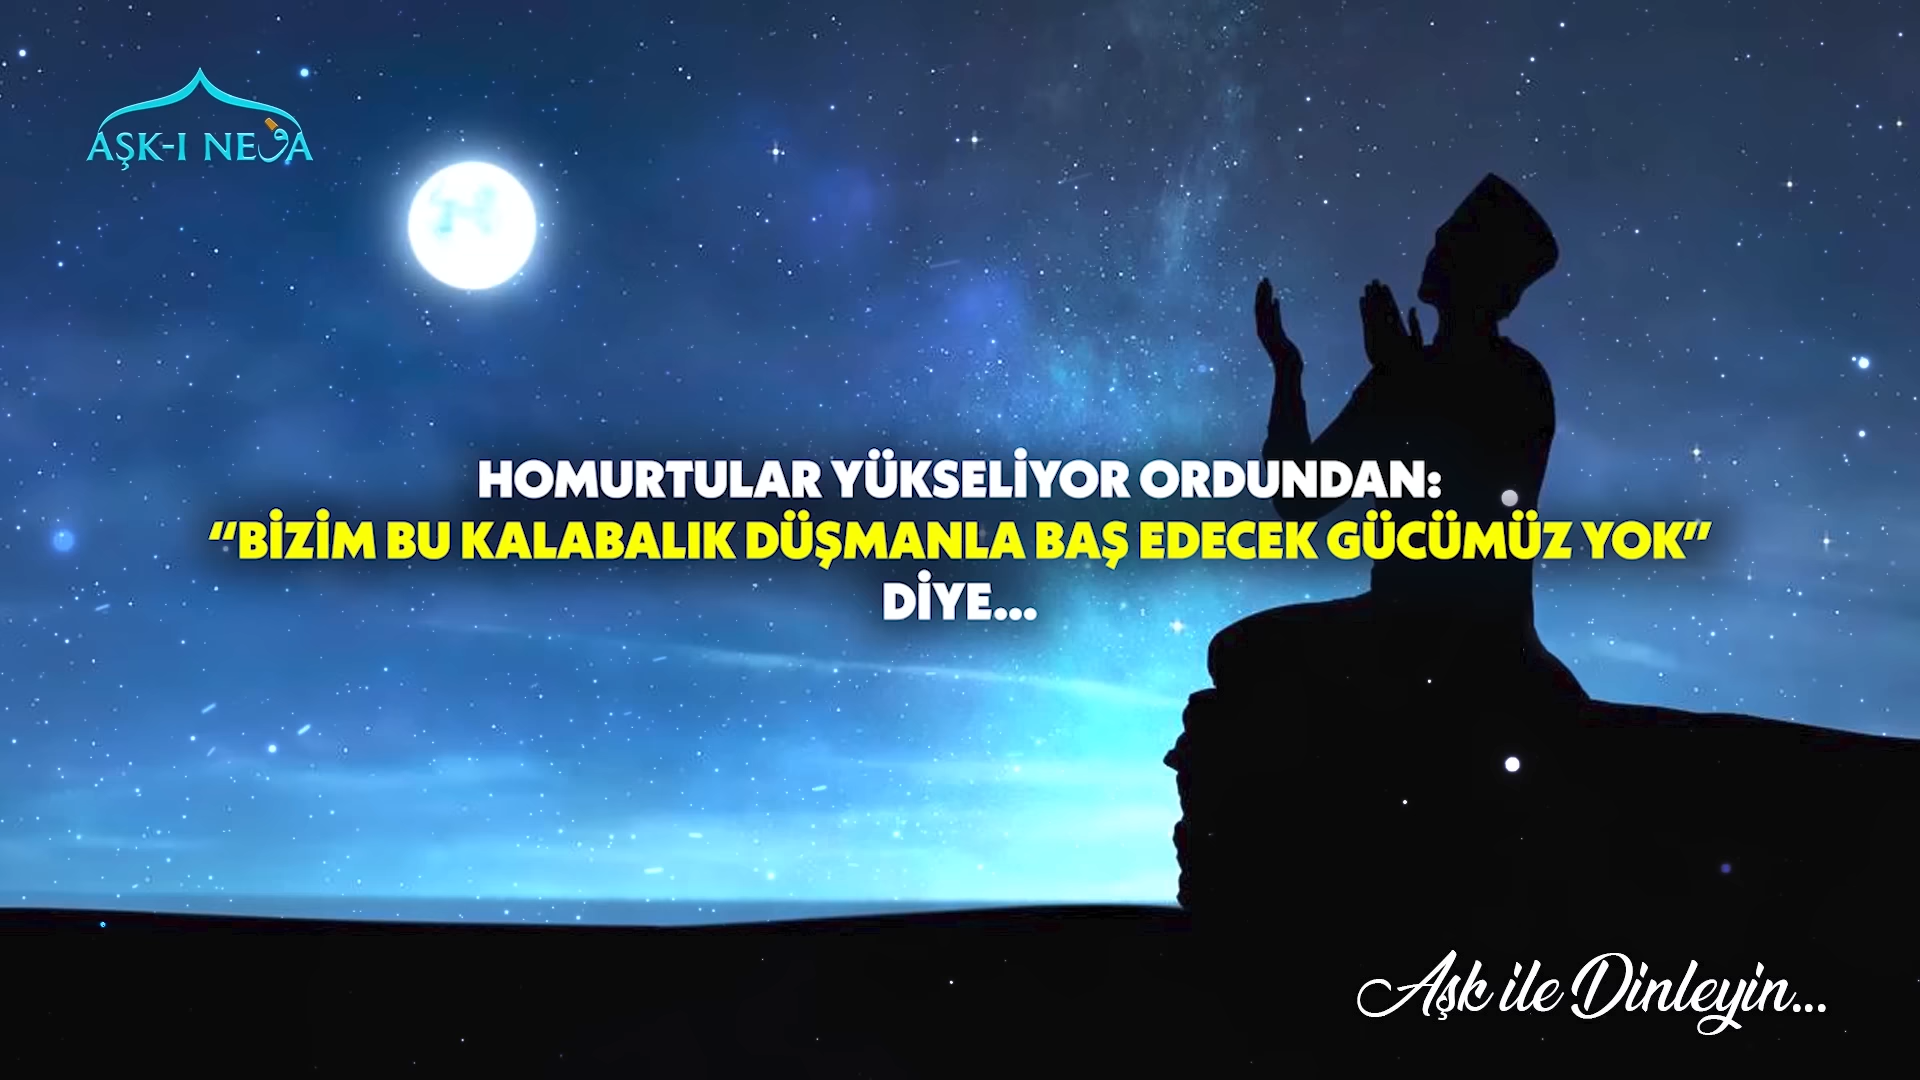 AŞK-I NEVA
HOMURTULAR YÜKSELİYOR ORDUNDAN:
“BİZİM BU KALABALIK DÜŞMANLA BAŞ EDECEK GÜCÜMÜZ YOK”
DİYE...
Aşk ile Dinleyin...